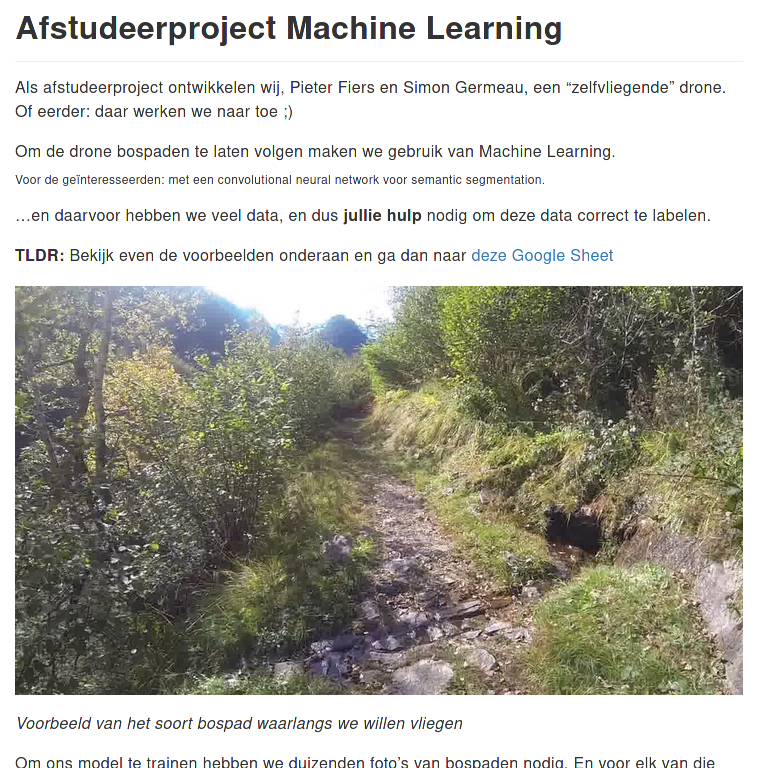 Afstudeerproject Machine Learning
Als afstudeerproject ontwikkelen wij, Pieter Fiers en Simon Germeau, een “zelfvliegende” drone.
Of eerder: daar werken we naar toe ;)
Om de drone bospaden te laten volgen maken we gebruik van Machine Learning.
Voor de geïnteresseerden: met een convolutional neural network voor semantic segmentation.
…en daarvoor hebben we veel data, en dus jullie hulp nodig om deze data correct te labelen.
TLDR: Bekijk even de voorbeelden onderaan en ga dan naar deze Google Sheet
Voorbeeld van het soort bospad waarlangs we willen vliegen
Om ons model te trainen hebben we duizenden foto’s van bospaden nodig. En voor elk van die